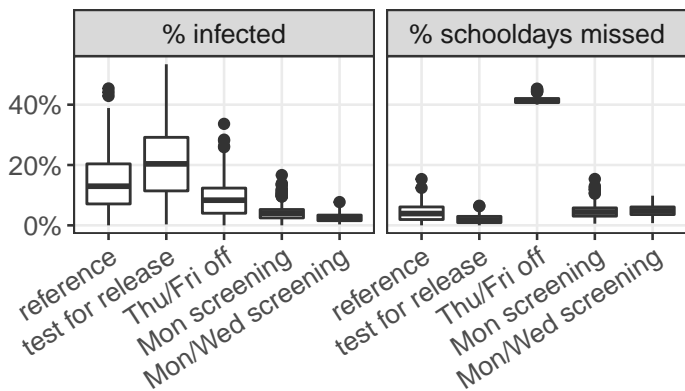 % infected
% schooldays missed
40%
20%
0%
reference
test for release
Thu/Fri off
Mon screening
Mon/Wed screening
reference
test for release
Thu/Fri off
Mon screening
Mon/Wed screening